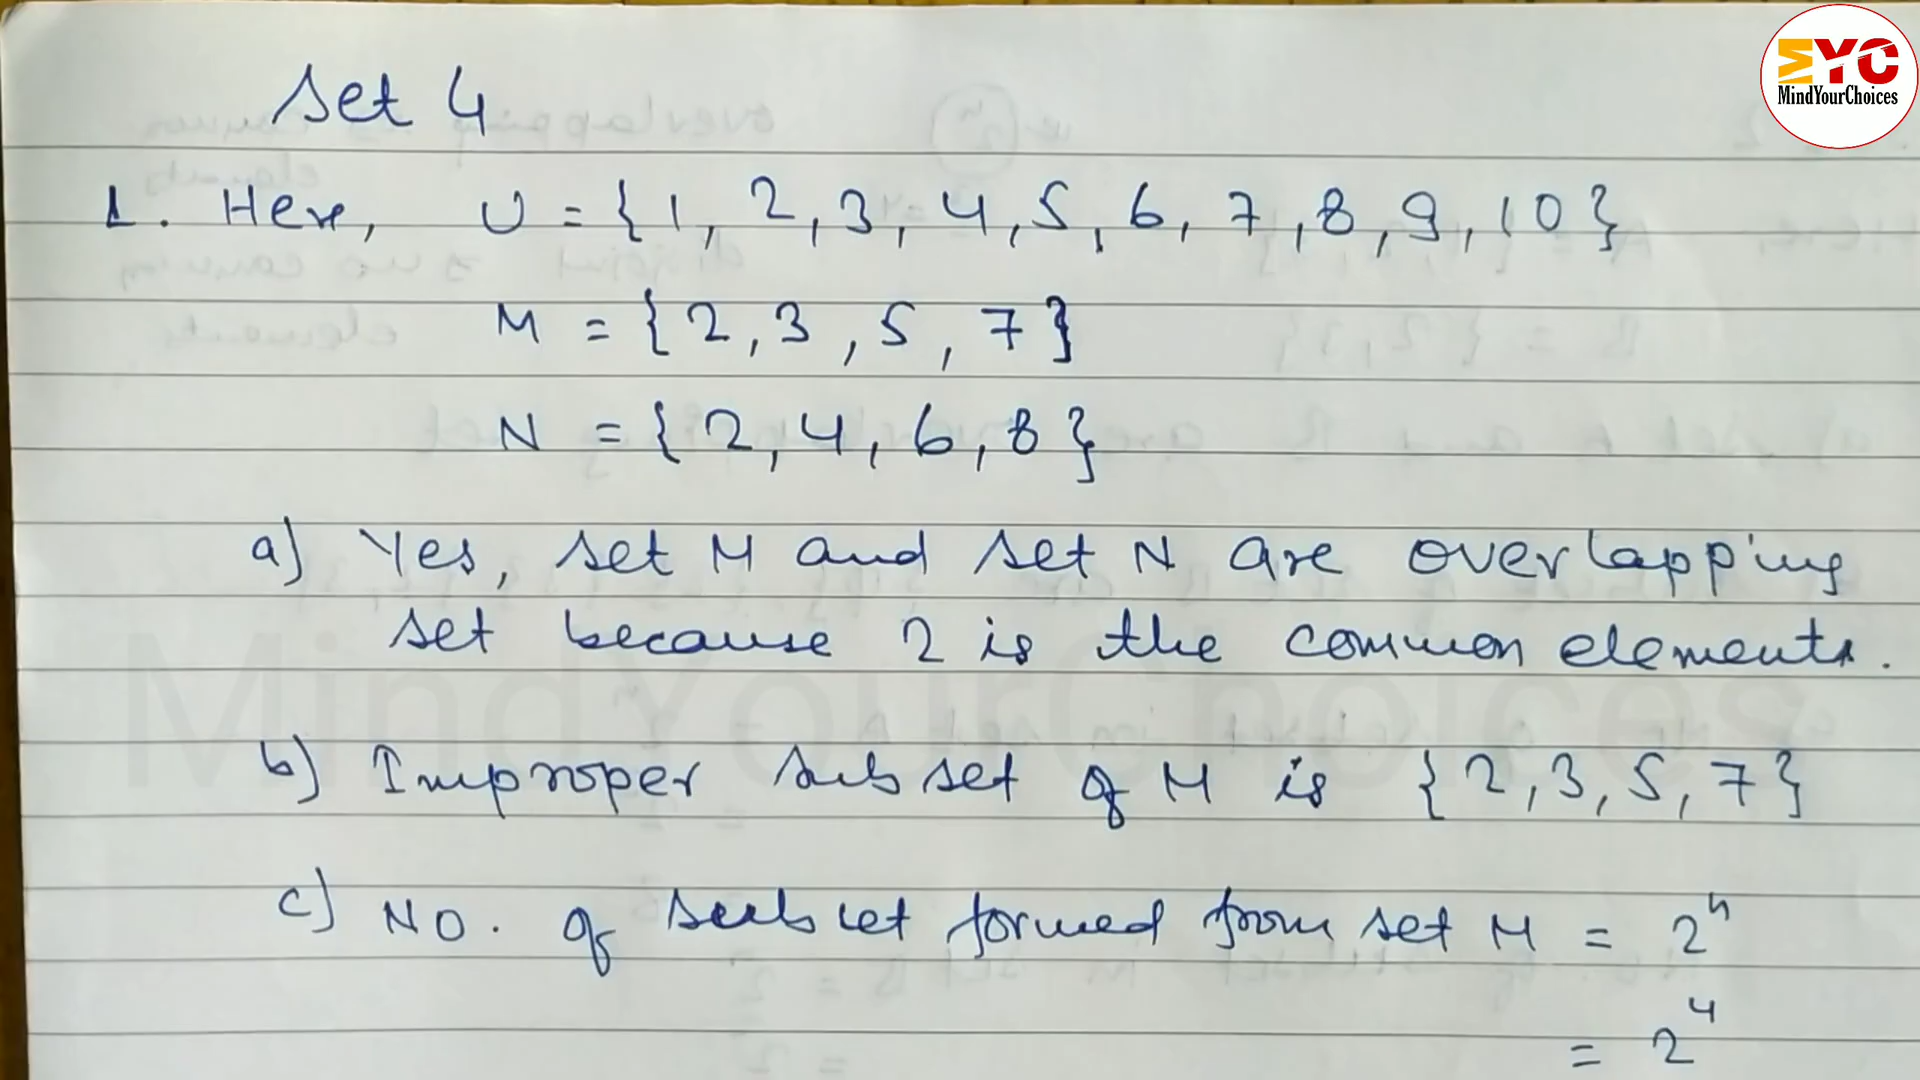 MYC
MindYourChoices
Set 4
1. Here, U = {1, 2, 3, 4, 5, 6, 7, 8, 9, 10}
M = {2, 3, 5, 7}
N = {2, 4, 6, 8}
a) Yes, set M and set N are overlapping
set because 2 is the common elements.
MindYourChoices
b) Improper subset of M is {2, 3, 5, 7}
c) NO. of subset formed from set M = 2ⁿ
= 2⁴